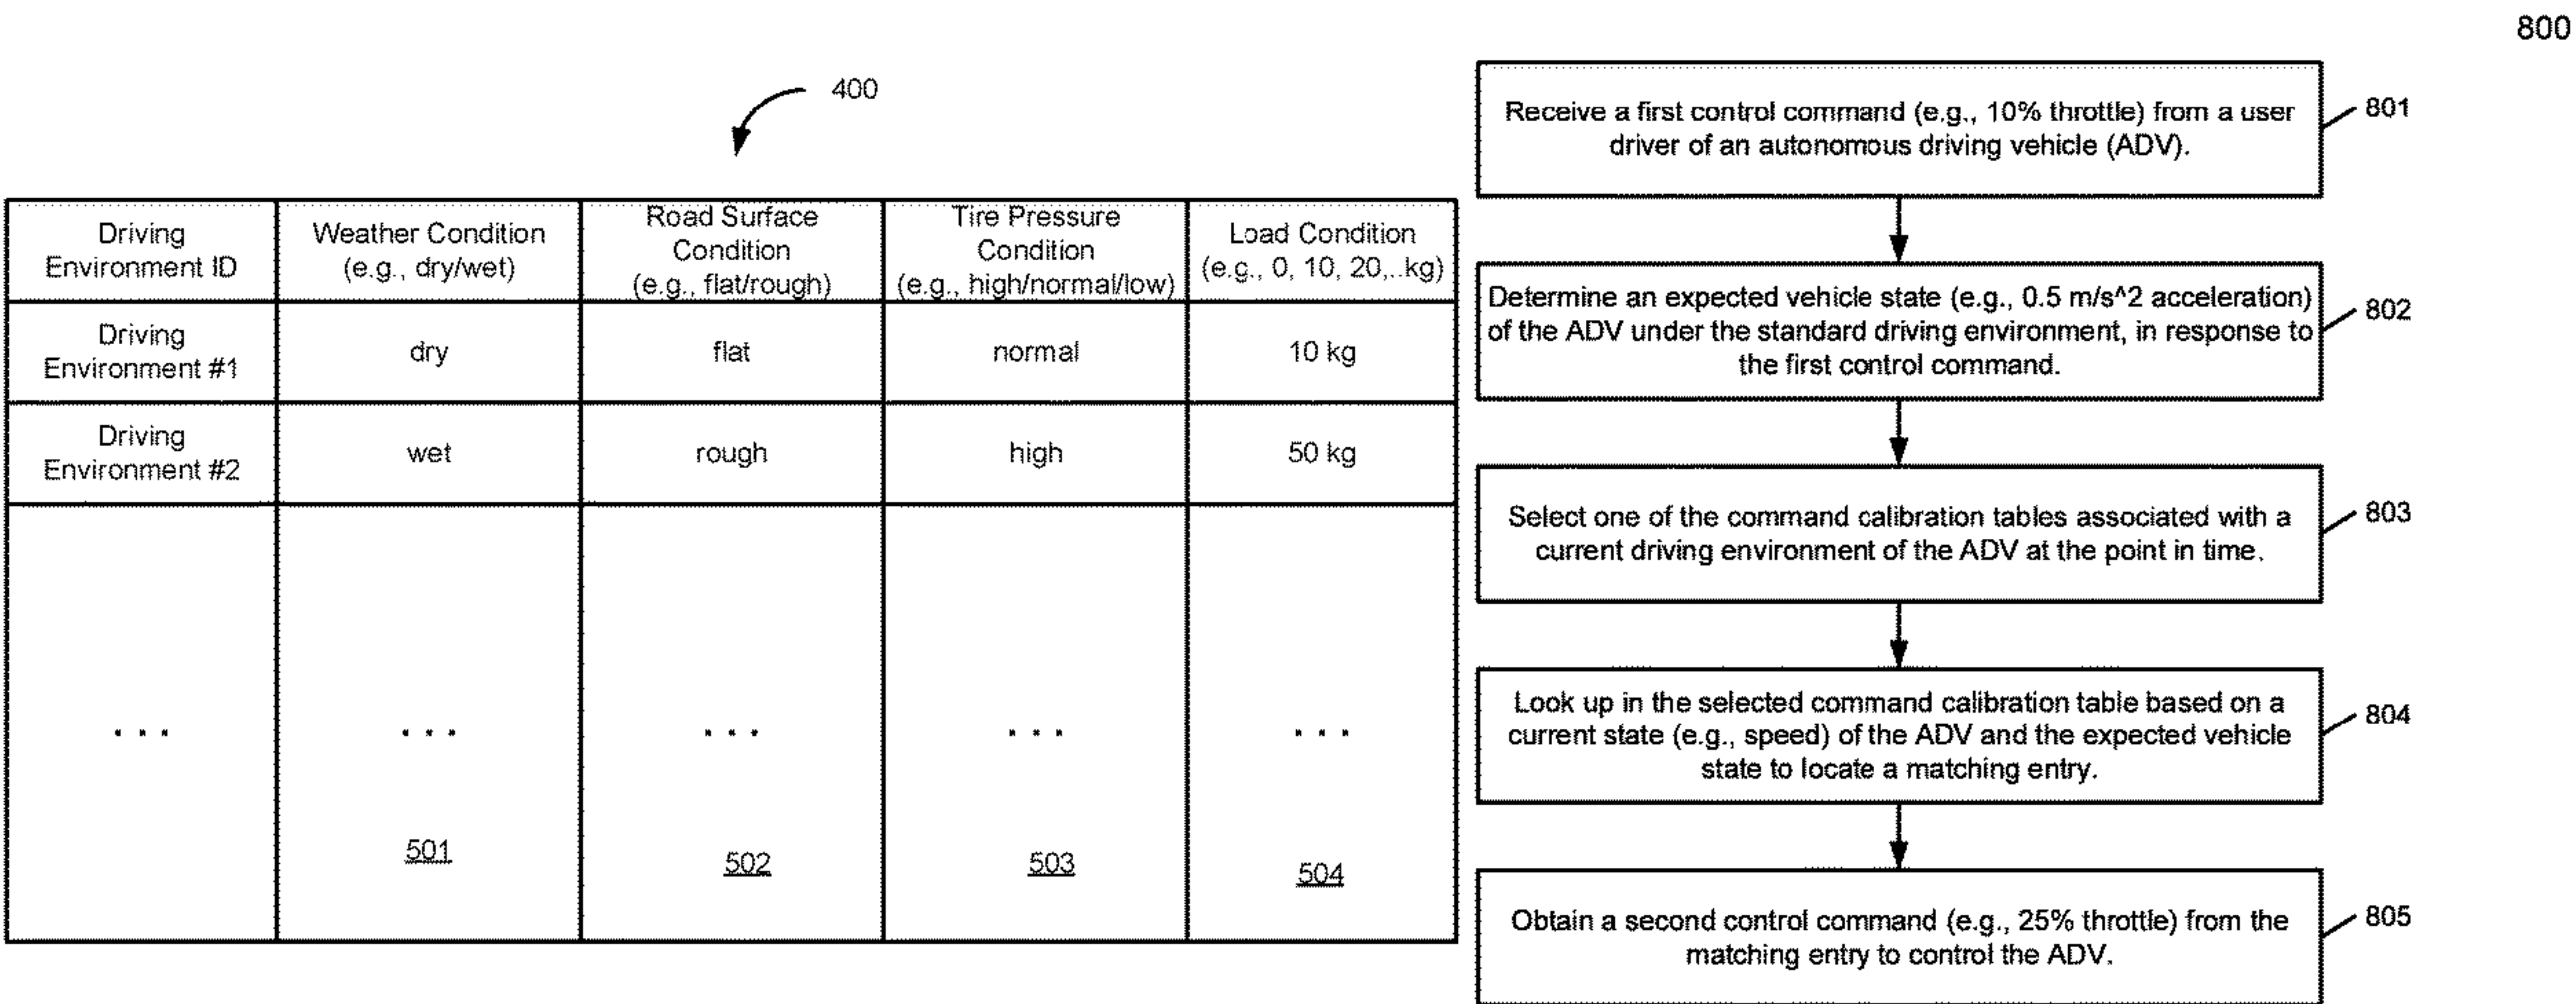 400
Driving
Environment ID
Weather Condition
(e.g., dry/wet)
Road Surface
Condition
(e.g., flat/rough)
Tire Pressure
Condition
(e.g., high/normal/low)
Load Condition
(e.g., 0, 10, 20,..kg)
Driving
Environment #1
dry
flat
normal
10 kg
Driving
Environment #2
wet
rough
high
50 kg
. . .
. . .
. . .
. . .
. . .
501
502
503
504
800
Receive a first control command (e.g., 10% throttle) from a user
driver of an autonomous driving vehicle (ADV).
801
Determine an expected vehicle state (e.g., 0.5 m/s^2 acceleration)
of the ADV under the standard driving environment, in response to
the first control command.
802
Select one of the command calibration tables associated with a
current driving environment of the ADV at the point in time.
803
Look up in the selected command calibration table based on a
current state (e.g., speed) of the ADV and the expected vehicle
state to locate a matching entry.
804
Obtain a second control command (e.g., 25% throttle) from the
matching entry to control the ADV.
805